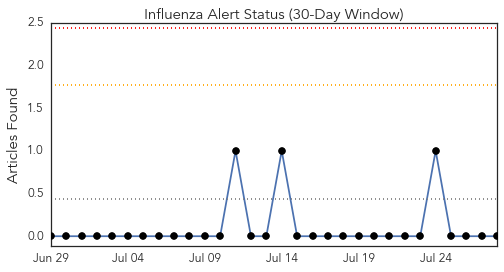 Influenza Alert Status (30-Day Window)
Articles Found
2.5
2.0
1.5
1.0
0.5
0.0
Jun 29 Jul 04 Jul 09 Jul 14 Jul 19 Jul 24